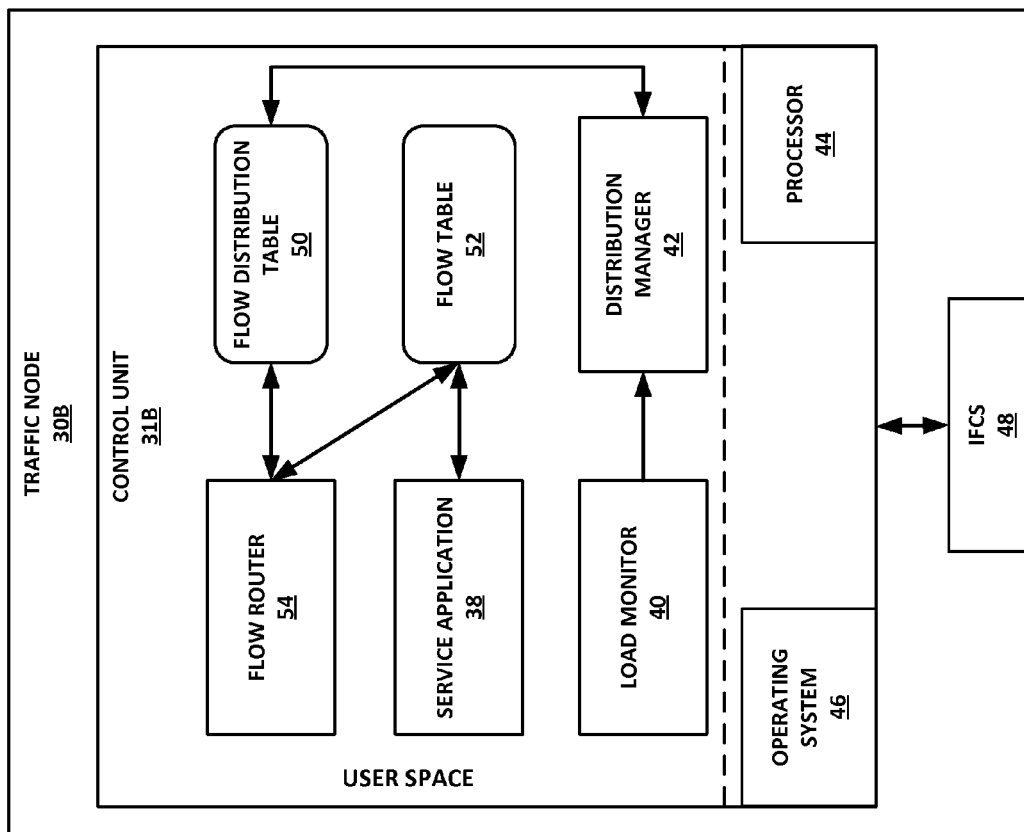 TRAFFIC NODE
30B
CONTROL UNIT
31B
FLOW ROUTER
54
FLOW DISTRIBUTION
TABLE
50
SERVICE APPLICATION
38
FLOW TABLE
52
LOAD MONITOR
40
DISTRIBUTION
MANAGER
42
USER SPACE
OPERATING
SYSTEM
46
PROCESSOR
44
IFCS
48